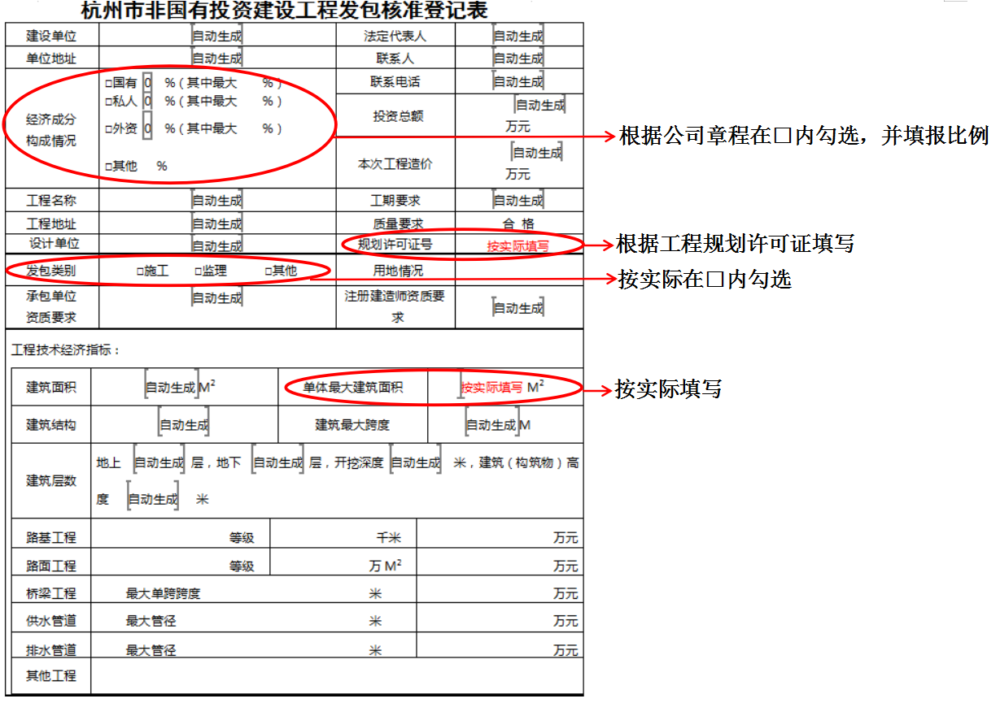 杭州市非国有投资建设工程发包核准登记表
建设单位 自动生成 法定代表人 自动生成
单位地址 自动生成 联系人 自动生成
经济成分
构成情况
□国有 0 %（其中最大 %）
□私人 0 %（其中最大 %）
□外资 0 %（其中最大 %）
□其他 %
联系电话 自动生成
投资总额 自动生成
万元
本次工程造价 自动生成
万元
根据公司章程在口内勾选，并填报比例
工程名称 自动生成 工期要求 自动生成
工程地址 自动生成 质量要求 合 格
设计单位 自动生成 规划许可证号 按实际填写
根据工程规划许可证填写
发包类别 □施工 □监理 □其他 用地情况
按实际在口内勾选
承包单位
资质要求
自动生成
注册建造师资质要
求
自动生成
工程技术经济指标：
建筑面积 自动生成 M² 单体最大建筑面积 按实际填写 M²
按实际填写
建筑结构 自动生成 建筑最大跨度 自动生成 M
建筑层数
地上 自动生成 层，地下 自动生成 层，开挖深度 自动生成 米，建筑（构筑物）高
度 自动生成 米
路基工程 等级 千米 万元
路面工程 等级 万 M² 万元
桥梁工程 最大单跨跨度 米 万元
供水管道 最大管径 米 万元
排水管道 最大管径 米 万元
其他工程